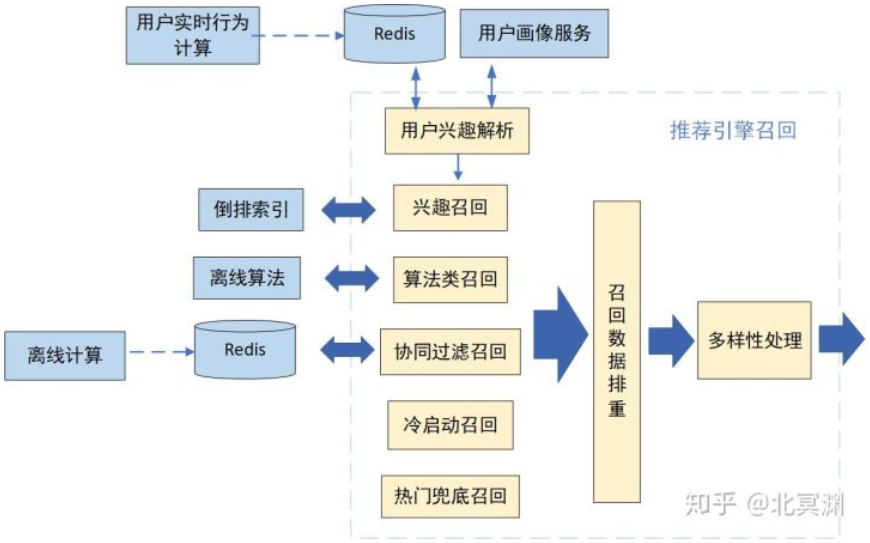 用户实时行为
计算
Redis
用户画像服务
用户兴趣解析
推荐引擎召回
倒排索引
兴趣召回
离线算法
算法类召回
离线计算
Redis
协同过滤召回
冷启动召回
热门兜底召回
召回数据排重
多样性处理
知乎 @北冥渊